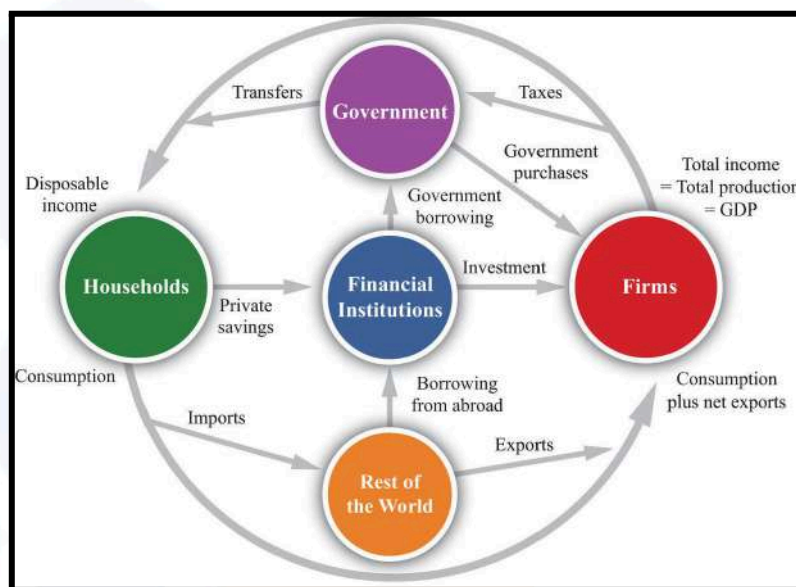 Transfers
Government
Taxes
Government
purchases
Total income
= Total production
= GDP
Disposable
income
Government
borrowing
Households
Private
savings
Financial
Institutions
Investment
Firms
Consumption
Imports
Borrowing
from abroad
Consumption
plus net exports
Exports
Rest of
the World